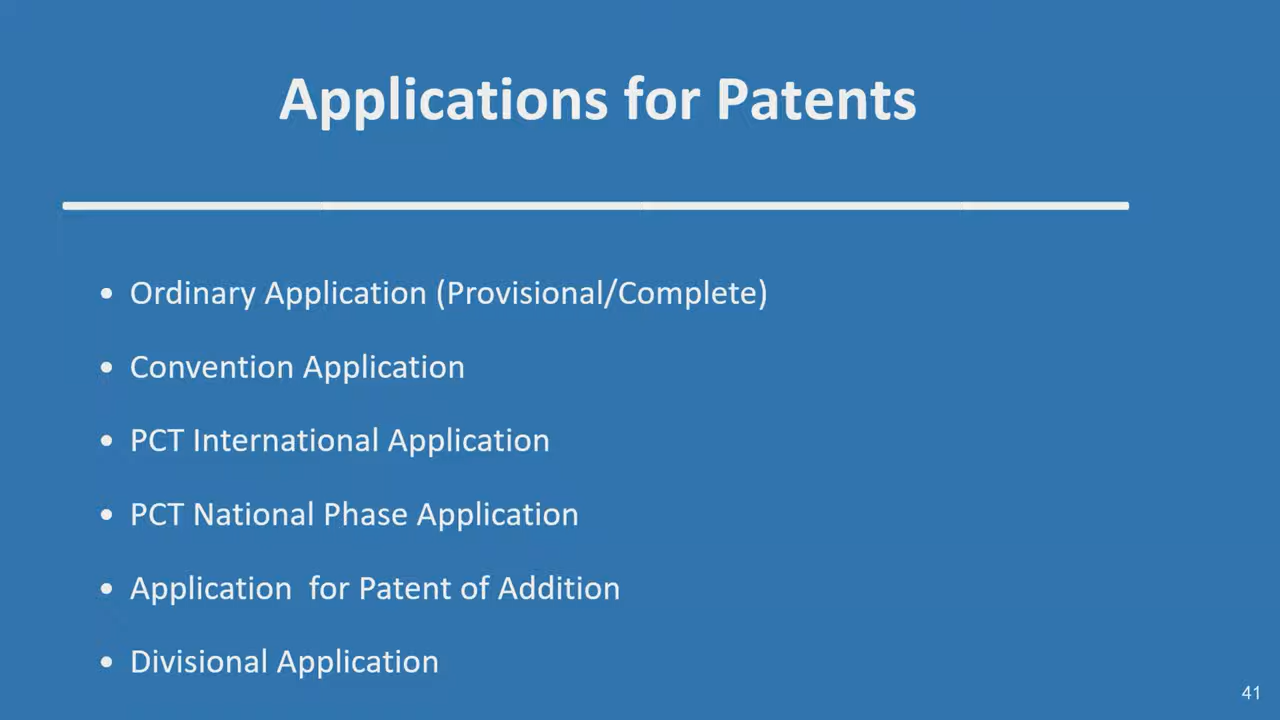 Applications for Patents
• Ordinary Application (Provisional/Complete)
• Convention Application
• PCT International Application
• PCT National Phase Application
• Application  for Patent of Addition
• Divisional Application
41